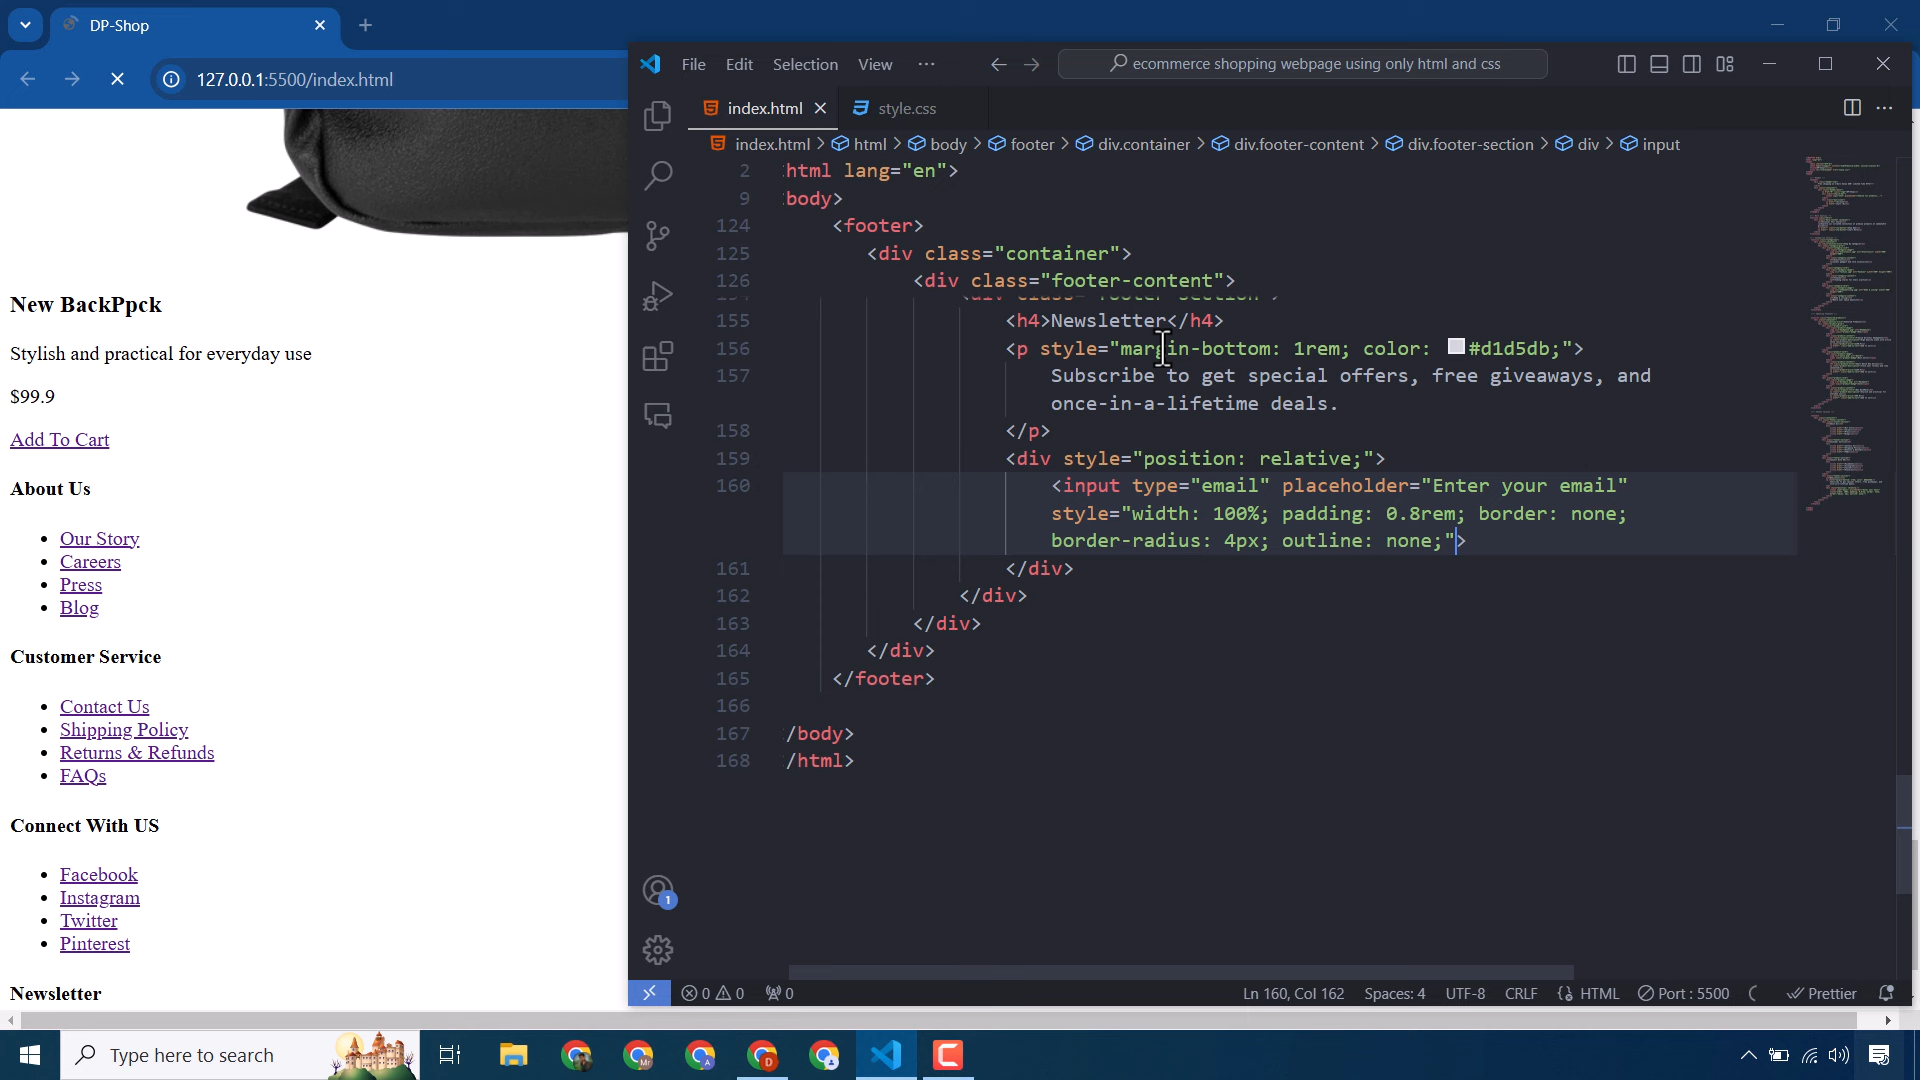 DP-Shop
127.0.0.1:5500/index.html
New BackPpck
Stylish and practical for everyday use
$99.9
Add To Cart
About Us
Our Story
Careers
Press
Blog
Customer Service
Contact Us
Shipping Policy
Returns & Refunds
FAQs
Connect With US
Facebook
Instagram
Twitter
Pinterest
Newsletter
File Edit Selection View ···
ecommerce shopping webpage using only html and css
index.html
style.css
index.html > html > body > footer > div.container > div.footer-content > div.footer-section > div > input
2 html lang="en">
9 body>
124 <footer>
125 <div class="container">
126 <div class="footer-content">
155 <h4>Newsletter</h4>
156 <p style="margin-bottom: 1rem; color: #d1d5db;">
157 Subscribe to get special offers, free giveaways, and
once-in-a-lifetime deals.
158 </p>
159 <div style="position: relative;">
160 <input type="email" placeholder="Enter your email"
style="width: 100%; padding: 0.8rem; border: none;
border-radius: 4px; outline: none;">
161 </div>
162 </div>
163 </div>
164 </div>
165 </footer>
166
167 /body>
168 /html>
1
0 0 0
Ln 160, Col 162 Spaces: 4 UTF-8 CRLF {} HTML Port : 5500 Prettier
Type here to search